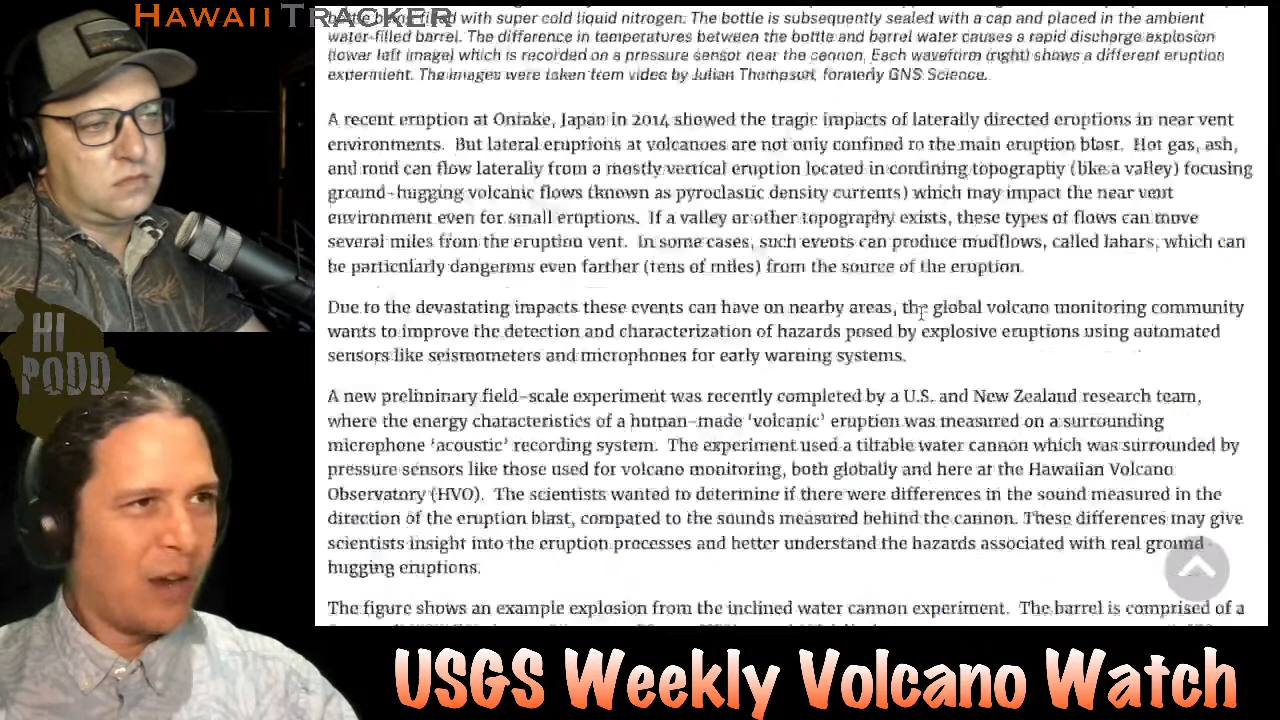 HAWAII TRACKER
with super cold liquid nitrogen. The bottle is subsequently sealed with a cap and placed in the ambient
water-filled barrel. The difference in temperatures between the bottle and barrel water causes a rapid discharge explosion
(lower left image) which is recorded on a pressure sensor near the cannon. Each waveform (right) shows a different eruption
experiment. The images were taken from video by Julian Thompson, formerly GNS Science.
A recent eruption at Ontake, Japan in 2014 showed the tragic impacts of laterally directed eruptions in near vent
environments. But lateral eruptions at volcanoes are not only confined to the main eruption blast. Hot gas, ash,
and rond can flow laterally from a mostly vertical eruption located in confining topography (like a valley) focusing
ground-hugging volcanic flows (known as pyroclastic density currents) which may impact the near vent
environment even for small eruptions. If a valley or other topography exists, these types of flows can move
several miles from the eruption vent. In some cases, such events can produce mudflows, called lahars, which can
be particularly dangerous even farther (tens of miles) from the source of the eruption.
Due to the devastating impacts these events can have on nearby areas, the global volcano monitoring community
wants to improve the detection and characterization of hazards posed by explosive eruptions using automated
sensors like seismometers and microphones for early warning systems.
A new preliminary field-scale experiment was recently completed by a U.S. and New Zealand research team,
where the energy characteristics of a human-made 'volcanic' eruption was measured on a surrounding
microphone 'acoustic' recording system. The experiment used a tiltable water cannon which was surrounded by
pressure sensors like those used for volcano monitoring, both globally and here at the Hawaiian Volcano
Observatory (HVO). The scientists wanted to determine if there were differences in the sound measured in the
direction of the eruption blast, compared to the sounds measured behind the cannon. These differences may give
scientists insight into the eruption processes and better understand the hazards associated with real ground
hugging eruptions.
The figure shows an example explosion from the inclined water cannon experiment. The barrel is comprised of a
HI
PODD
USGS Weekly Volcano Watch